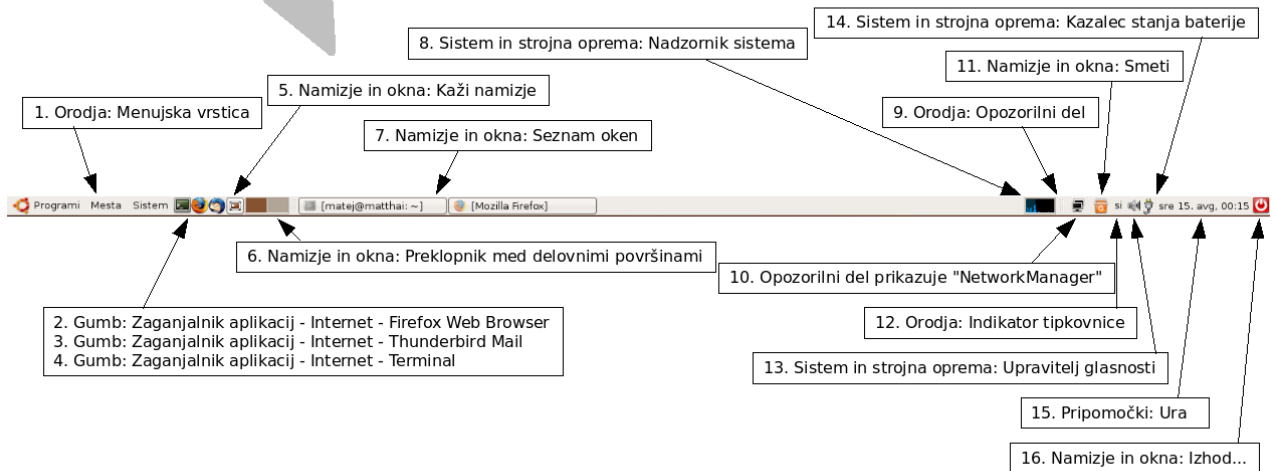 14. Sistem in strojna oprema: Kazalec stanja baterije
8. Sistem in strojna oprema: Nadzornik sistema
11. Namizje in okna: Smeti
5. Namizje in okna: Kaži namizje
1. Orodja: Menujska vrstica
9. Orodja: Opozorilni del
7. Namizje in okna: Seznam oken
Programi Mesta Sistem [matej@matthai: ~] [Mozilla Firefox] si sre 15. avg, 00:15
6. Namizje in okna: Preklopnik med delovnimi površinami
10. Opozorilni del prikazuje "NetworkManager"
2. Gumb: Zaganjalnik aplikacij - Internet - Firefox Web Browser
3. Gumb: Zaganjalnik aplikacij - Internet - Thunderbird Mail
4. Gumb: Zaganjalnik aplikacij - Internet - Terminal
12. Orodja: Indikator tipkovnice
13. Sistem in strojna oprema: Upravitelj glasnosti
15. Pripomočki: Ura
16. Namizje in okna: Izhod...